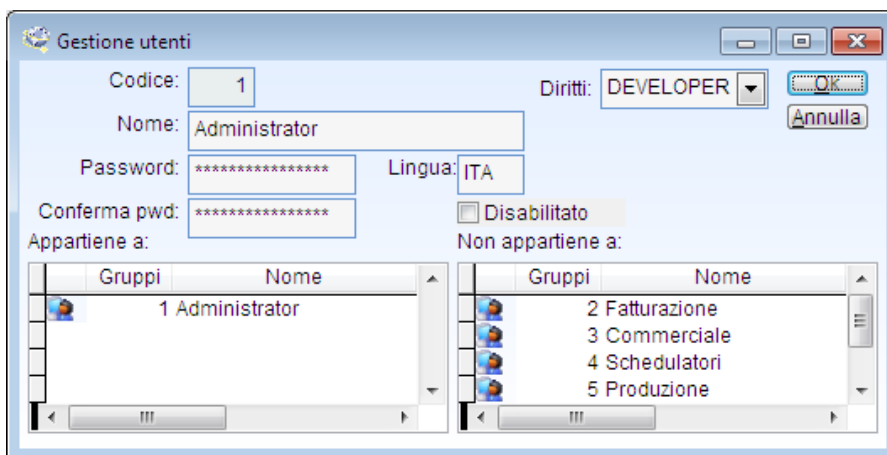 Gestione utenti
Codice: 1 Diritti: DEVELOPER OK
Nome: Administrator Annulla
Password: **************** Lingua: ITA
Conferma pwd: **************** Disabilitato
Appartiene a: Non appartiene a:
Gruppi Nome Gruppi Nome
1 Administrator 2 Fatturazione
3 Commerciale
4 Schedulatori
5 Produzione